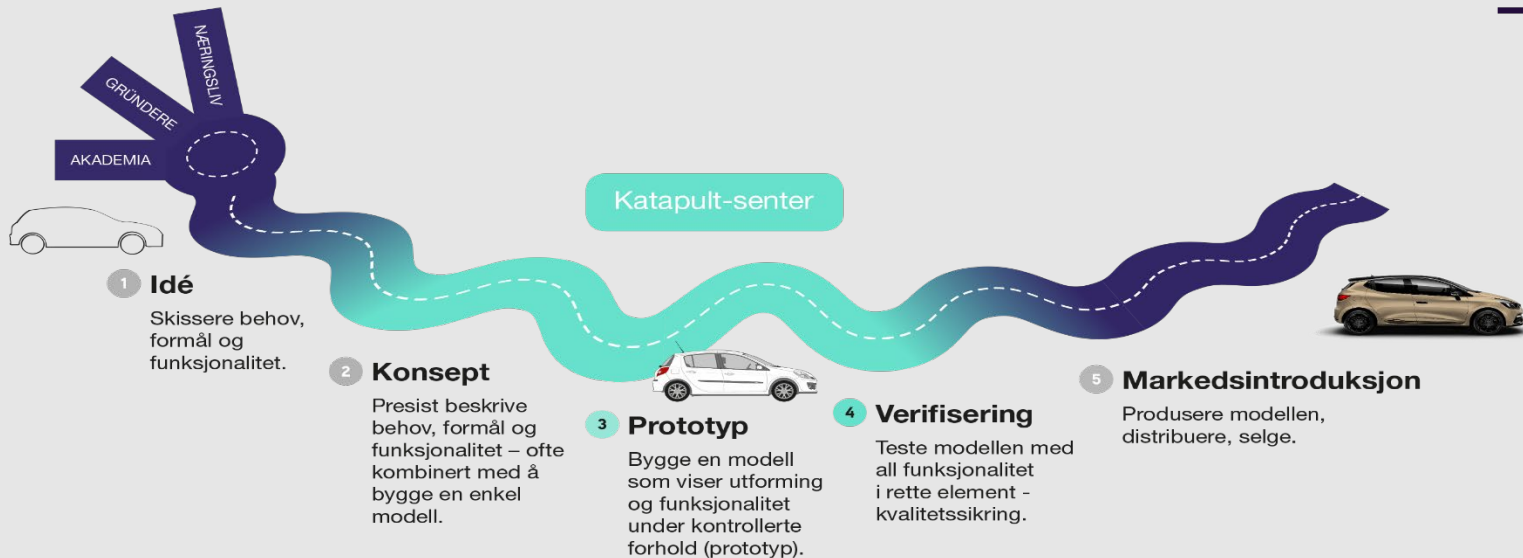 NÆRINGSLIV
GRÜNDERE
AKADEMIA
Katapult-senter
1 Idé
Skissere behov,
formål og
funksjonalitet.
2 Konsept
Presist beskrive
behov, formål og
funksjonalitet – ofte
kombinert med å
bygge en enkel
modell.
3 Prototyp
Bygge en modell
som viser utforming
og funksjonalitet
under kontrollerte
forhold (prototyp).
4 Verifisering
Teste modellen med
all funksjonalitet
i rette element -
kvalitetssikring.
5 Markedsintroduksjon
Produsere modellen,
distribuere, selge.